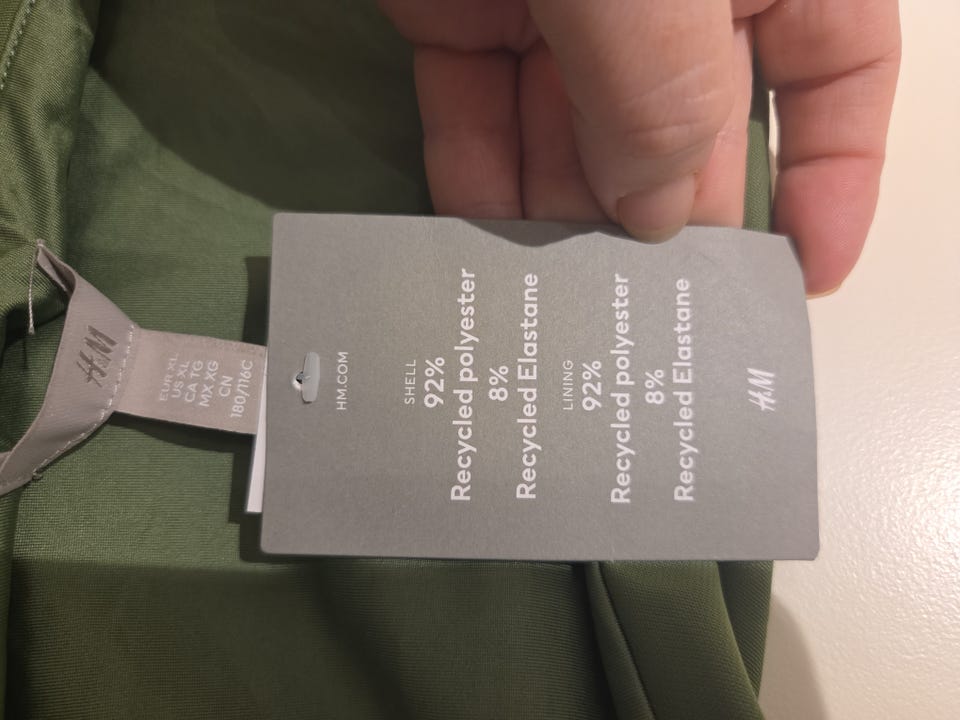 H&M
EUR XL
US XL
CA TG
MX XG
CN
180/116C
HM.COM
SHELL
92%
Recycled polyester
8%
Recycled Elastane
LINING
92%
Recycled polyester
8%
Recycled Elastane
H&M